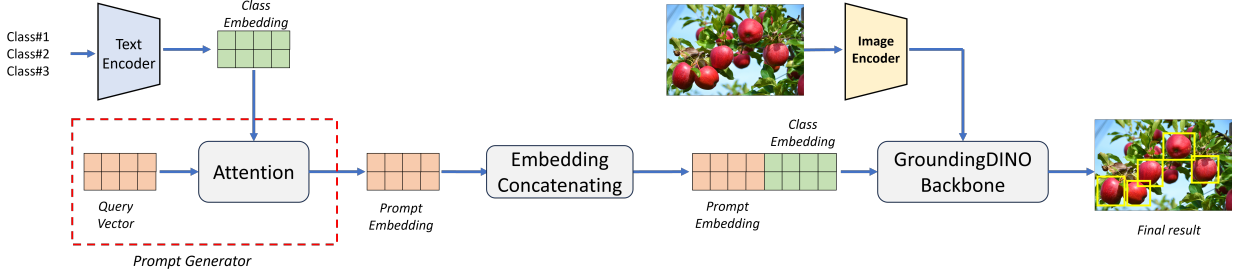 Class#1
Class#2
Class#3
Text
Encoder
Class
Embedding
Image
Encoder
Query
Vector
Attention
Prompt Generator
Prompt
Embedding
Embedding
Concatenating
Class
Embedding
Prompt
Embedding
GroundingDINO
Backbone
Final result